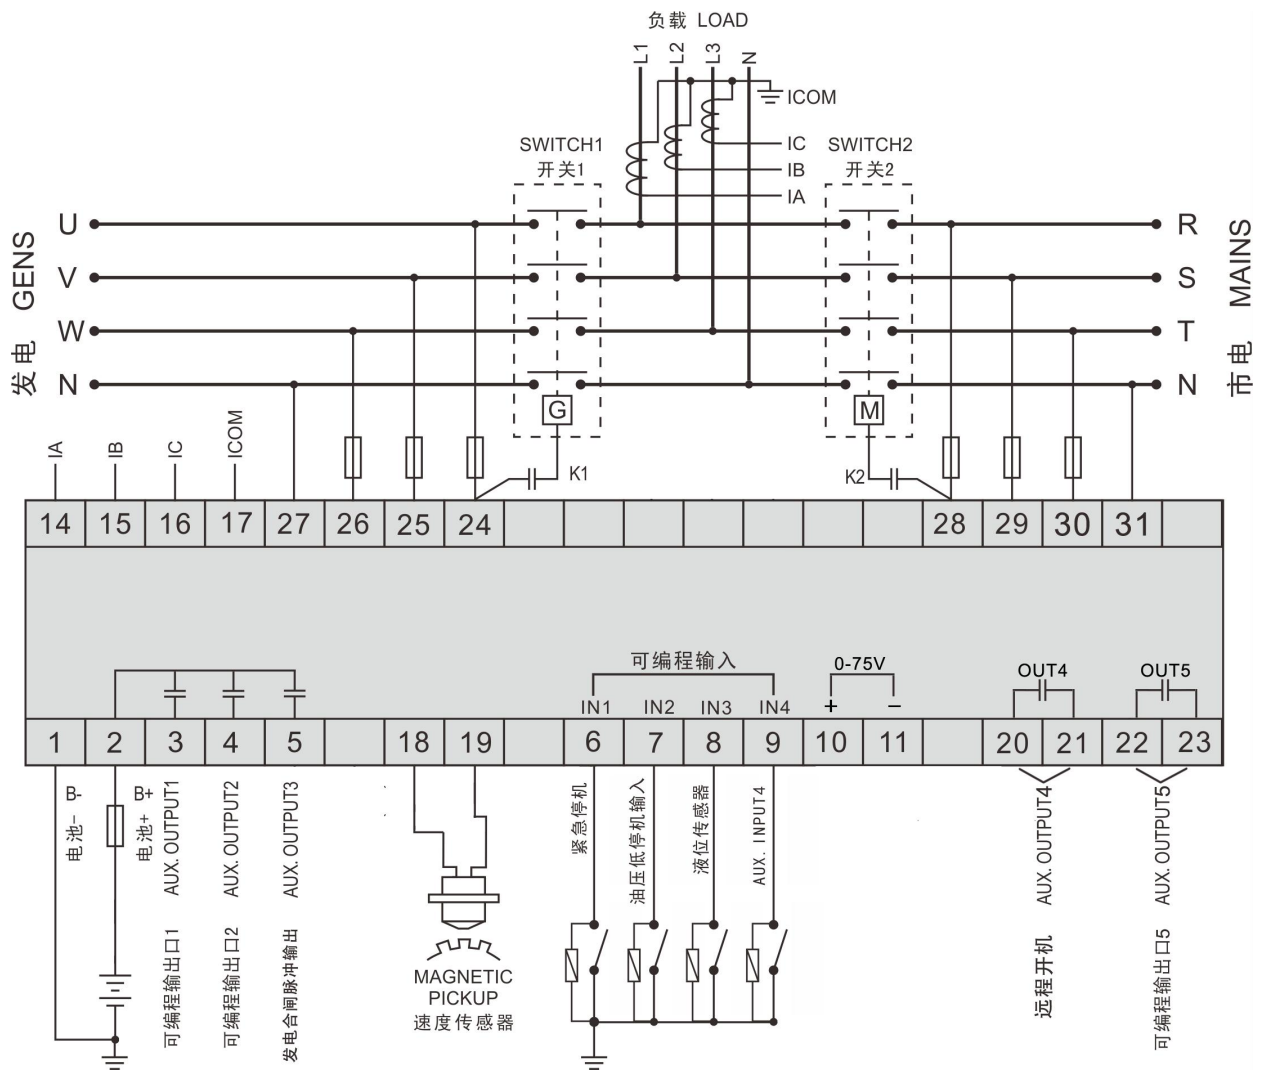 负载 LOAD
L1
L2
L3
N
ICOM
IC
IB
IA
SWITCH1
开关1
SWITCH2
开关2
发电 GENS
U
V
W
N
R
S
T
N
市电 MAINS
G
M
K1
K2
IA
IB
IC
ICOM
14 15 16 17 27 26 25 24 28 29 30 31
可编程输入
0-75V
OUT4
OUT5
IN1 IN2 IN3 IN4 + −
1 2 3 4 5 18 19 6 7 8 9 10 11 20 21 22 23
B-
电池-
B+
电池+
AUX.OUTPUT1
可编程输出口1
AUX.OUTPUT2
可编程输出口2
AUX.OUTPUT3
发电合闸脉冲输出
MAGNETIC
PICKUP
速度传感器
紧急停机
油压低停机输入
液位传感器
AUX. INPUT4
AUX.OUTPUT4
远程开机
AUX.OUTPUT5
可编程输出口5